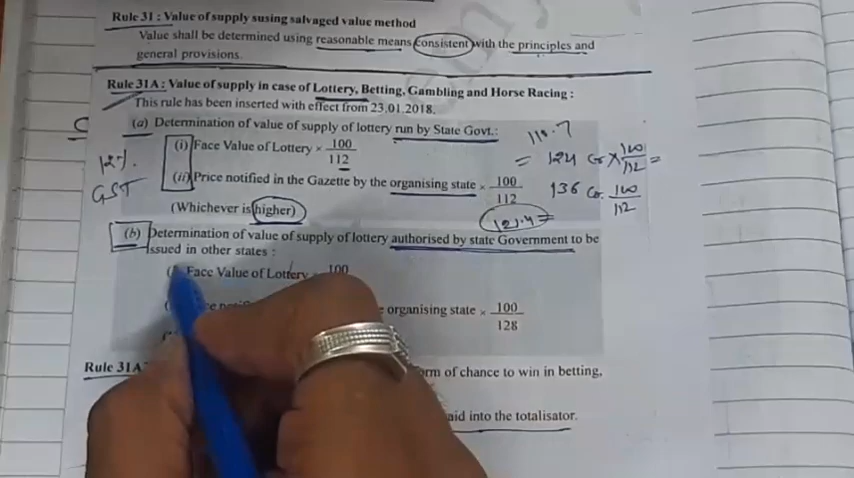 Rule 31 : Value of supply susing salvaged value method
Value shall be determined using reasonable means consistent with the principles and
general provisions.
Rule 31A : Value of supply in case of Lottery, Betting, Gambling and Horse Racing :
This rule has been inserted with effect from 23.01.2018.
(a) Determination of value of supply of lottery run by State Govt.:
110.7
(i) Face Value of Lottery × 100/112
= 124 Cr × 100/112 =
12%.
GST
(ii) Price notified in the Gazette by the organising state × 100/112
136 Cr. 100/112
(Whichever is higher)
121.4 =
(b) Determination of value of supply of lottery authorised by state Government to be
issued in other states :
Face Value of Lottery 100
organising state × 100/128
Rule 31A
of chance to win in betting,
into the totalisator.